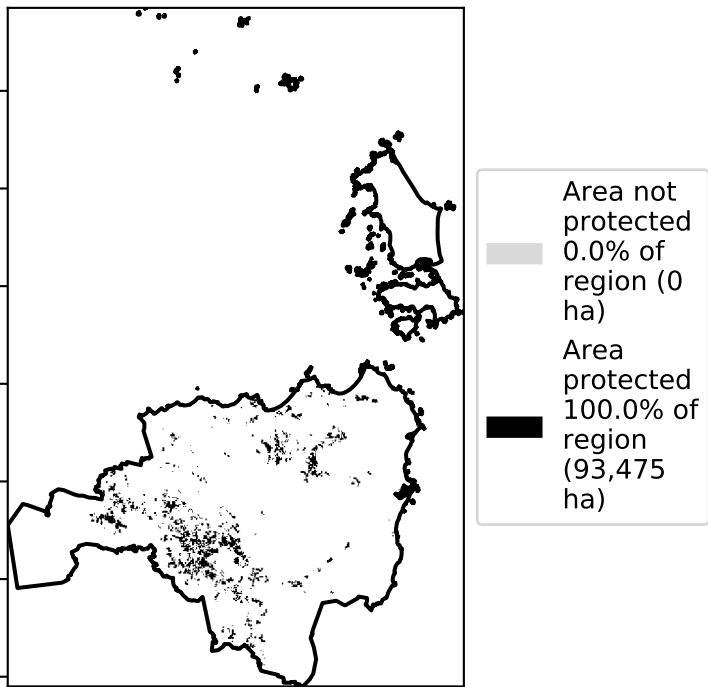 Area not
protected
0.0% of
region (0
ha)
Area
protected
100.0% of
region
(93,475
ha)